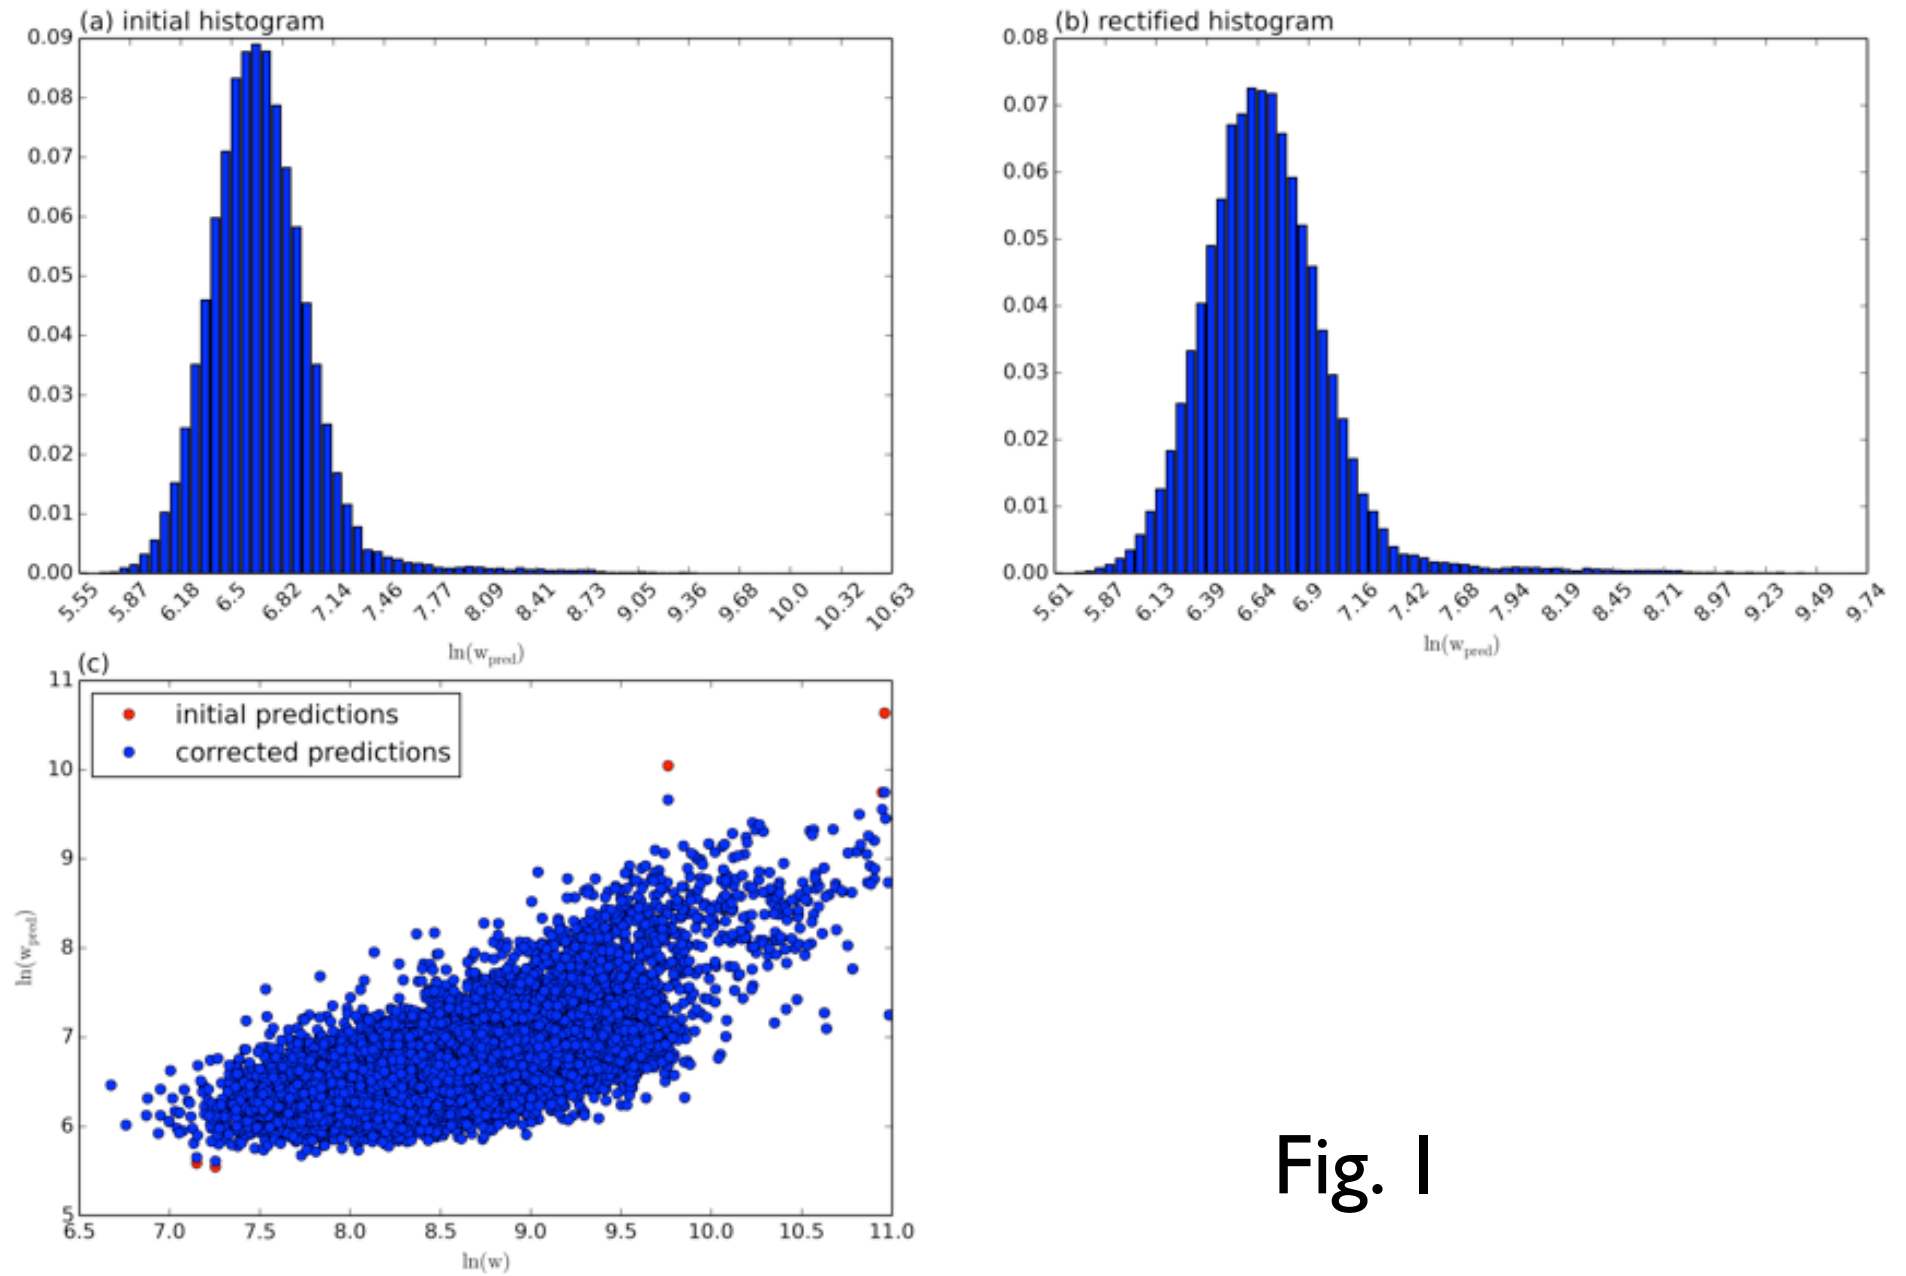 (a) initial histogram
0.09
0.08
0.07
0.06
0.05
0.04
0.03
0.02
0.01
0.00
5.55 5.87 6.18 6.5 6.82 7.14 7.46 7.77 8.09 8.41 8.73 9.05 9.36 9.68 10.0 10.32 10.63
ln(w_pred)
(b) rectified histogram
0.08
0.07
0.06
0.05
0.04
0.03
0.02
0.01
0.00
5.61 5.87 6.13 6.39 6.64 6.9 7.16 7.42 7.68 7.94 8.19 8.45 8.71 8.97 9.23 9.49 9.74
ln(w_pred)
(c)
initial predictions
corrected predictions
11
10
9
8
7
6
5
ln(w_pred)
6.5 7.0 7.5 8.0 8.5 9.0 9.5 10.0 10.5 11.0
ln(w)
Fig. 1